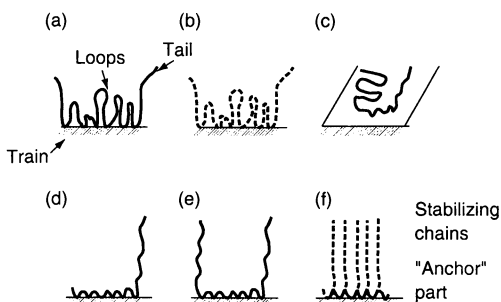 (a)
(b)
(c)
Loops
Tail
Train
(d)
(e)
(f)
Stabilizing
chains
"Anchor"
part